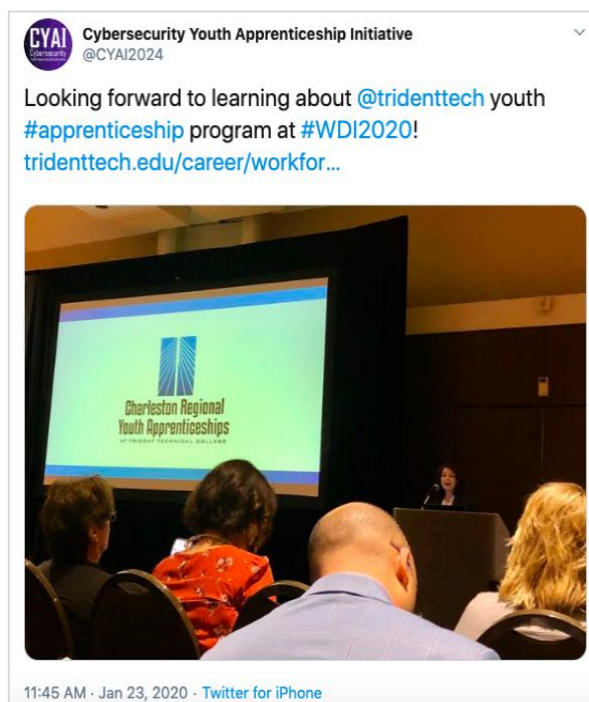 CYAI
Cybersecurity
Cybersecurity Youth Apprenticeship Initiative
@CYAI2024
Looking forward to learning about @tridenttech youth
#apprenticeship program at #WDI2020!
tridenttech.edu/career/workfor...
Charleston Regional
Youth Apprenticeships
AT TRIDENT TECHNICAL COLLEGE
11:45 AM · Jan 23, 2020 · Twitter for iPhone